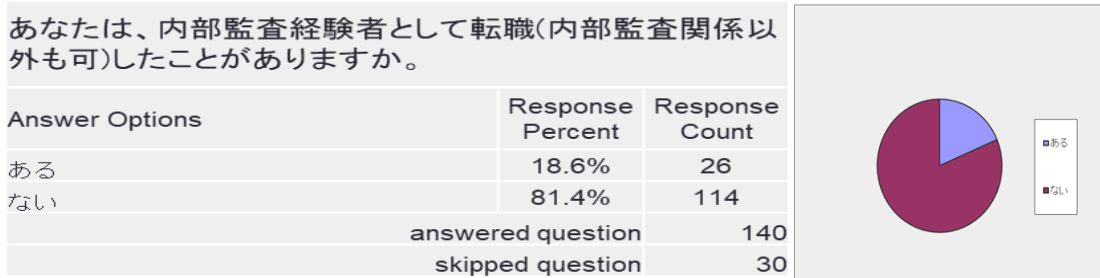 あなたは、内部監査経験者として転職(内部監査関係以
外も可)したことがありますか。
Answer Options Response Percent Response Count
ある 18.6% 26
ない 81.4% 114
answered question 140
skipped question 30
ある
ない